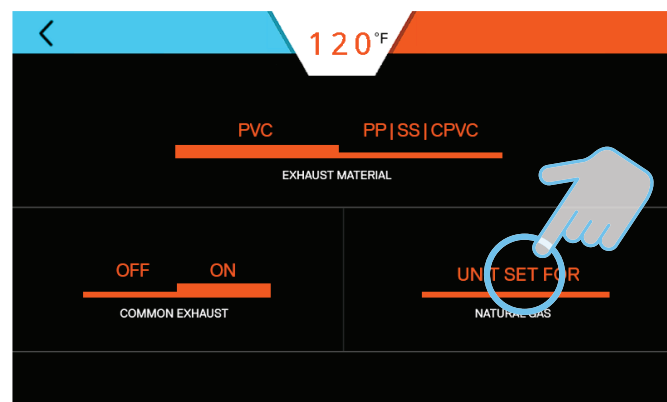 120°F
PVC PP|SS|CPVC
EXHAUST MATERIAL
OFF ON
COMMON EXHAUST
UNIT SET FOR
NATURAL GAS